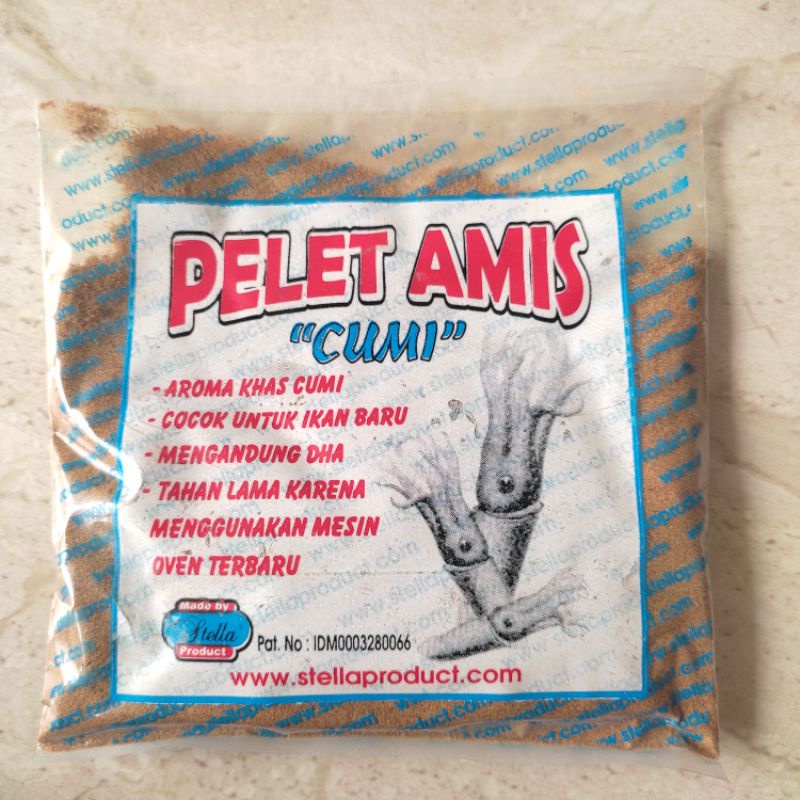 PELET AMIS
"CUMI"
- AROMA KHAS CUMI
- COCOK UNTUK IKAN BARU
- MENGANDUNG DHA
- TAHAN LAMA KARENA
MENGGUNAKAN MESIN
OVEN TERBARU
Made by
Stella
Product
Pat. No : IDM0003280066
www.stellaproduct.com